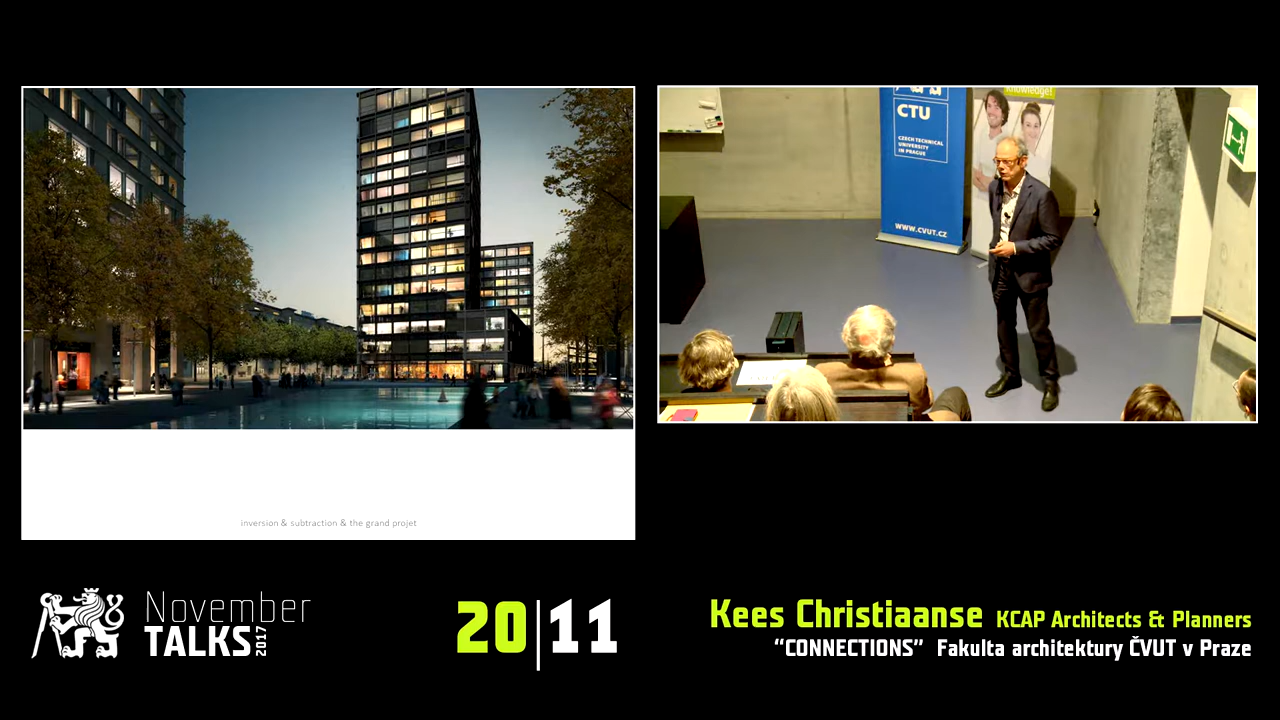 inversion & subtraction & the grand projet
knowledge!
CTU
CZECH TECHNICAL
UNIVERSITY
IN PRAGUE
WWW.CVUT.CZ
November
TALKS 2017
20|11
Kees Christiaanse KCAP Architects & Planners
“CONNECTIONS” Fakulta architektury ČVUT v Praze